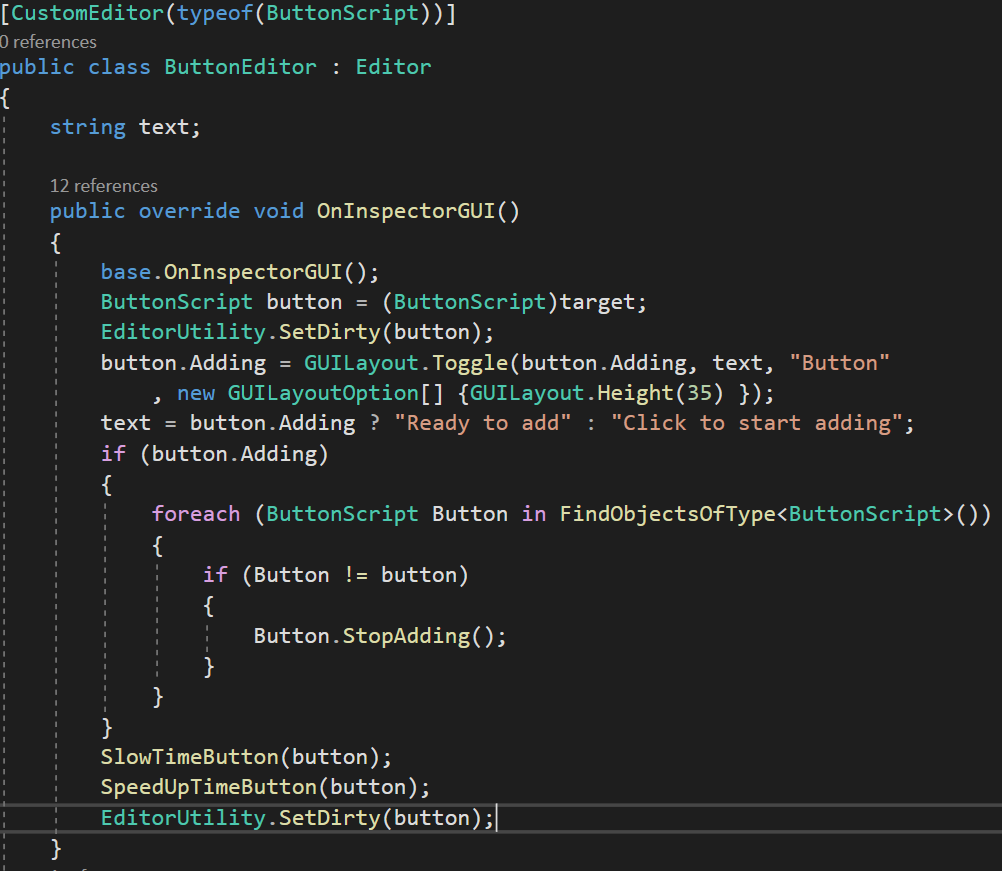 [CustomEditor(typeof(ButtonScript))]
0 references
public class ButtonEditor : Editor
{
string text;
12 references
public override void OnInspectorGUI()
{
base.OnInspectorGUI();
ButtonScript button = (ButtonScript)target;
EditorUtility.SetDirty(button);
button.Adding = GUILayout.Toggle(button.Adding, text, "Button"
, new GUILayoutOption[] {GUILayout.Height(35) });
text = button.Adding ? "Ready to add" : "Click to start adding";
if (button.Adding)
{
foreach (ButtonScript Button in FindObjectsOfType<ButtonScript>())
{
if (Button != button)
{
Button.StopAdding();
}
}
}
SlowTimeButton(button);
SpeedUpTimeButton(button);
EditorUtility.SetDirty(button);
}